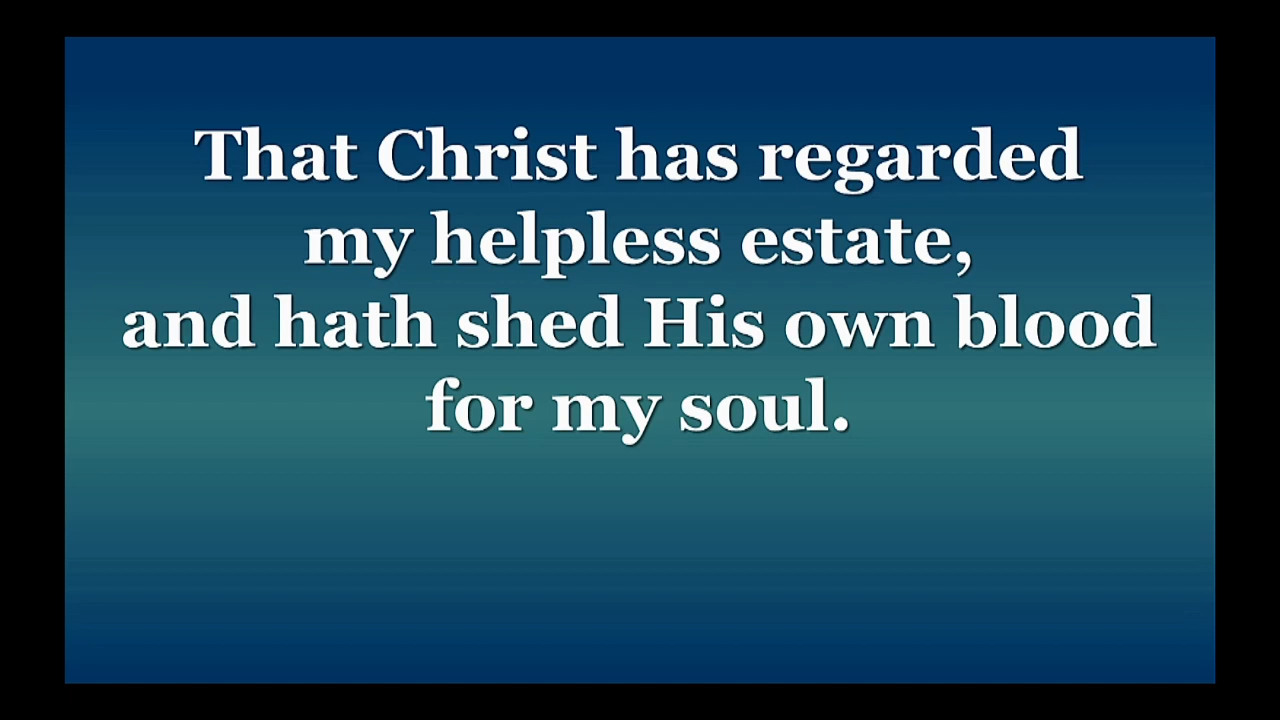 That Christ has regarded
my helpless estate,
and hath shed His own blood
for my soul.